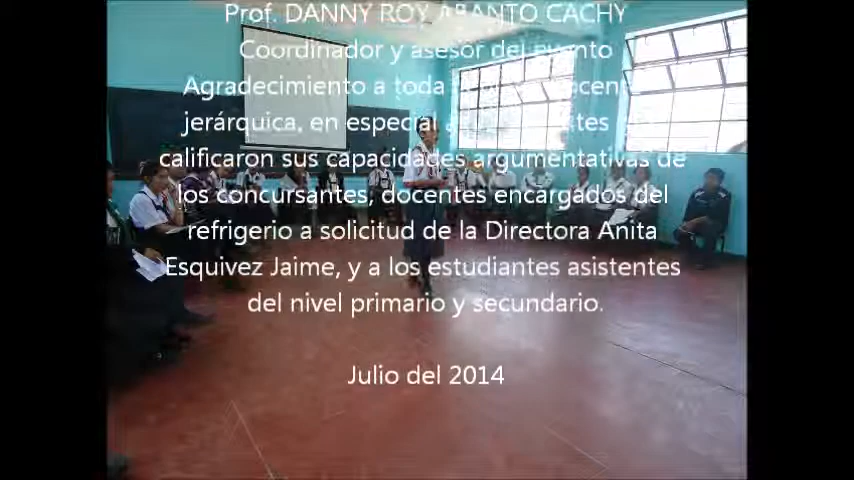 Prof. DANNY ROY ABANTO CACHY
Coordinador y asesor del evento
Agradecimiento a toda
jerárquica, en especial
calificaron sus capacidades argumentativas de
los concursantes, docentes encargados del
refrigerio a solicitud de la Directora Anita
Esquivez Jaime, y a los estudiantes asistentes
del nivel primario y secundario.
Julio del 2014